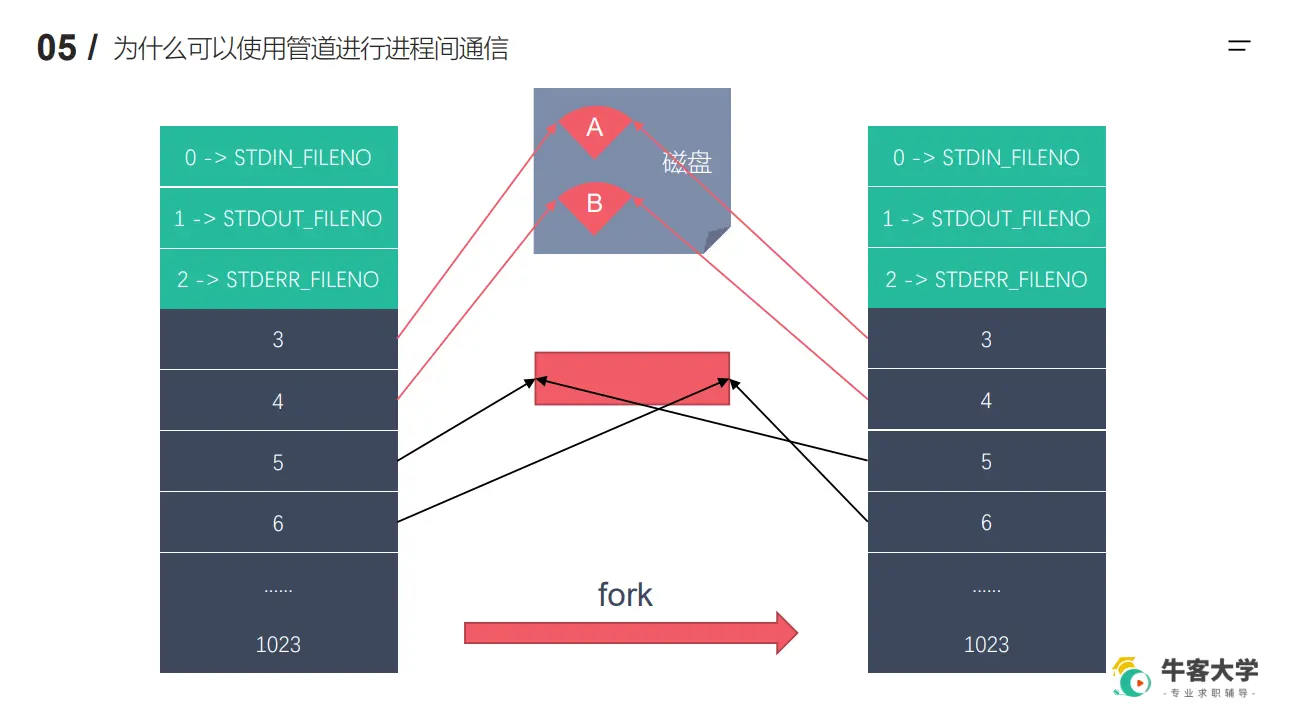 05 / 为什么可以使用管道进行进程间通信
0 -> STDIN_FILENO
1 -> STDOUT_FILENO
2 -> STDERR_FILENO
3
4
5
6
......
1023
A
B
磁盘
fork
0 -> STDIN_FILENO
1 -> STDOUT_FILENO
2 -> STDERR_FILENO
3
4
5
6
......
1023
牛客大学
-专业求职辅导-